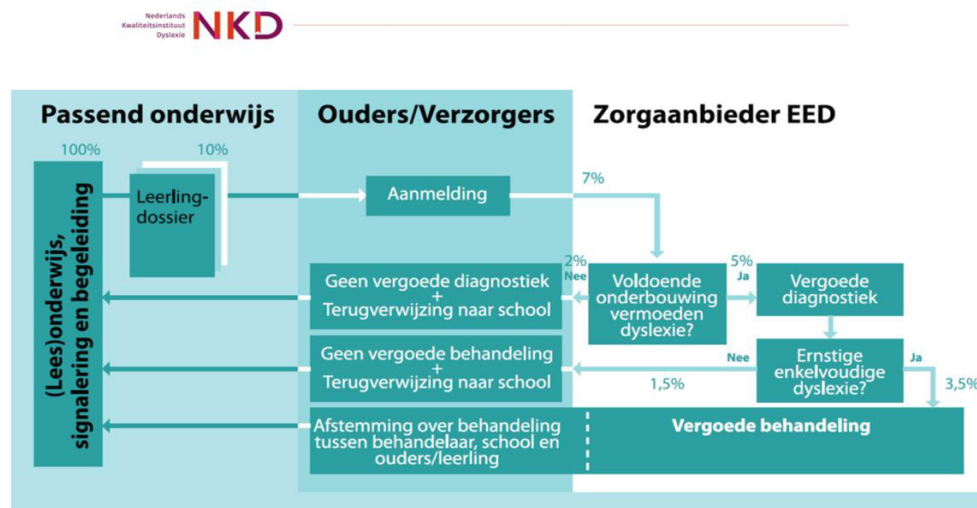 Nederlands
Kwaliteitsinstituut
Dyslexie
NKD
Passend onderwijs
Ouders/Verzorgers
Zorgaanbieder EED
100%
10%
7%
(Lees)onderwijs,
signalering en begeleiding
Leerling-
dossier
Aanmelding
2%
Nee
5%
Ja
Geen vergoede diagnostiek
+
Terugverwijzing naar school
Voldoende
onderbouwing
vermoeden
dyslexie?
Vergoede
diagnostiek
Geen vergoede behandeling
+
Terugverwijzing naar school
Nee
1,5%
Ernstige
enkelvoudige
dyslexie?
Ja
3,5%
Afstemming over behandeling
tussen behandelaar, school en
ouders/leerling
Vergoede behandeling